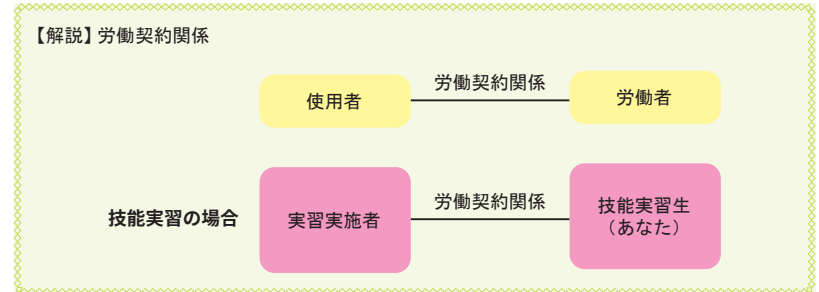 【解説】労働契約関係
使用者
労働契約関係
労働者
技能実習の場合
実習実施者
労働契約関係
技能実習生
（あなた）